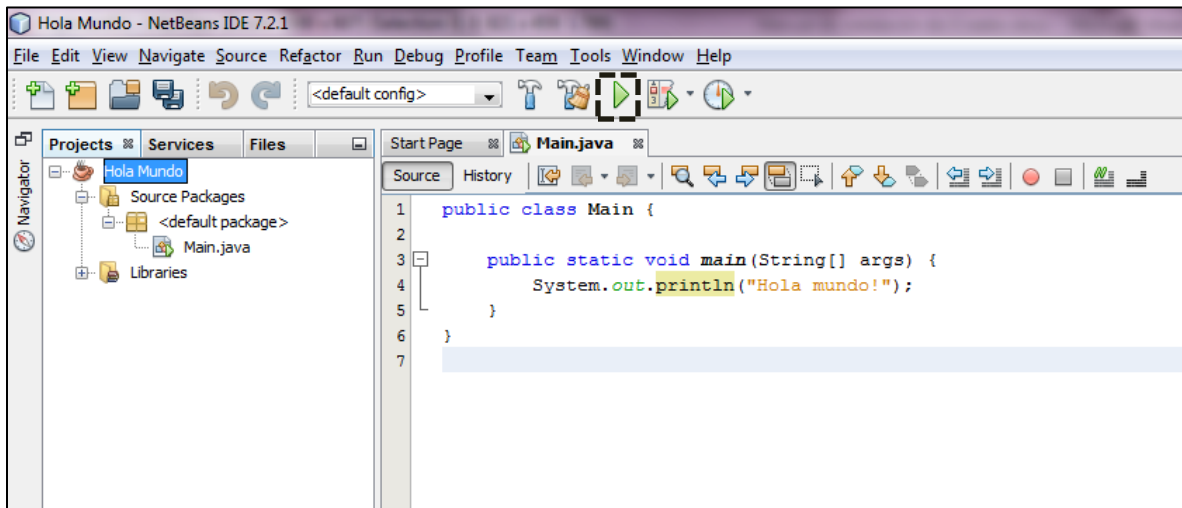 Hola Mundo - NetBeans IDE 7.2.1
File Edit View Navigate Source Refactor Run Debug Profile Team Tools Window Help
<default config>
Projects Services Files
Start Page Main.java
Navigator
Hola Mundo
Source Packages
<default package>
Main.java
Libraries
Source History
1 public class Main {
2
3 public static void main(String[] args) {
4 System.out.println("Hola mundo!");
5 }
6 }
7